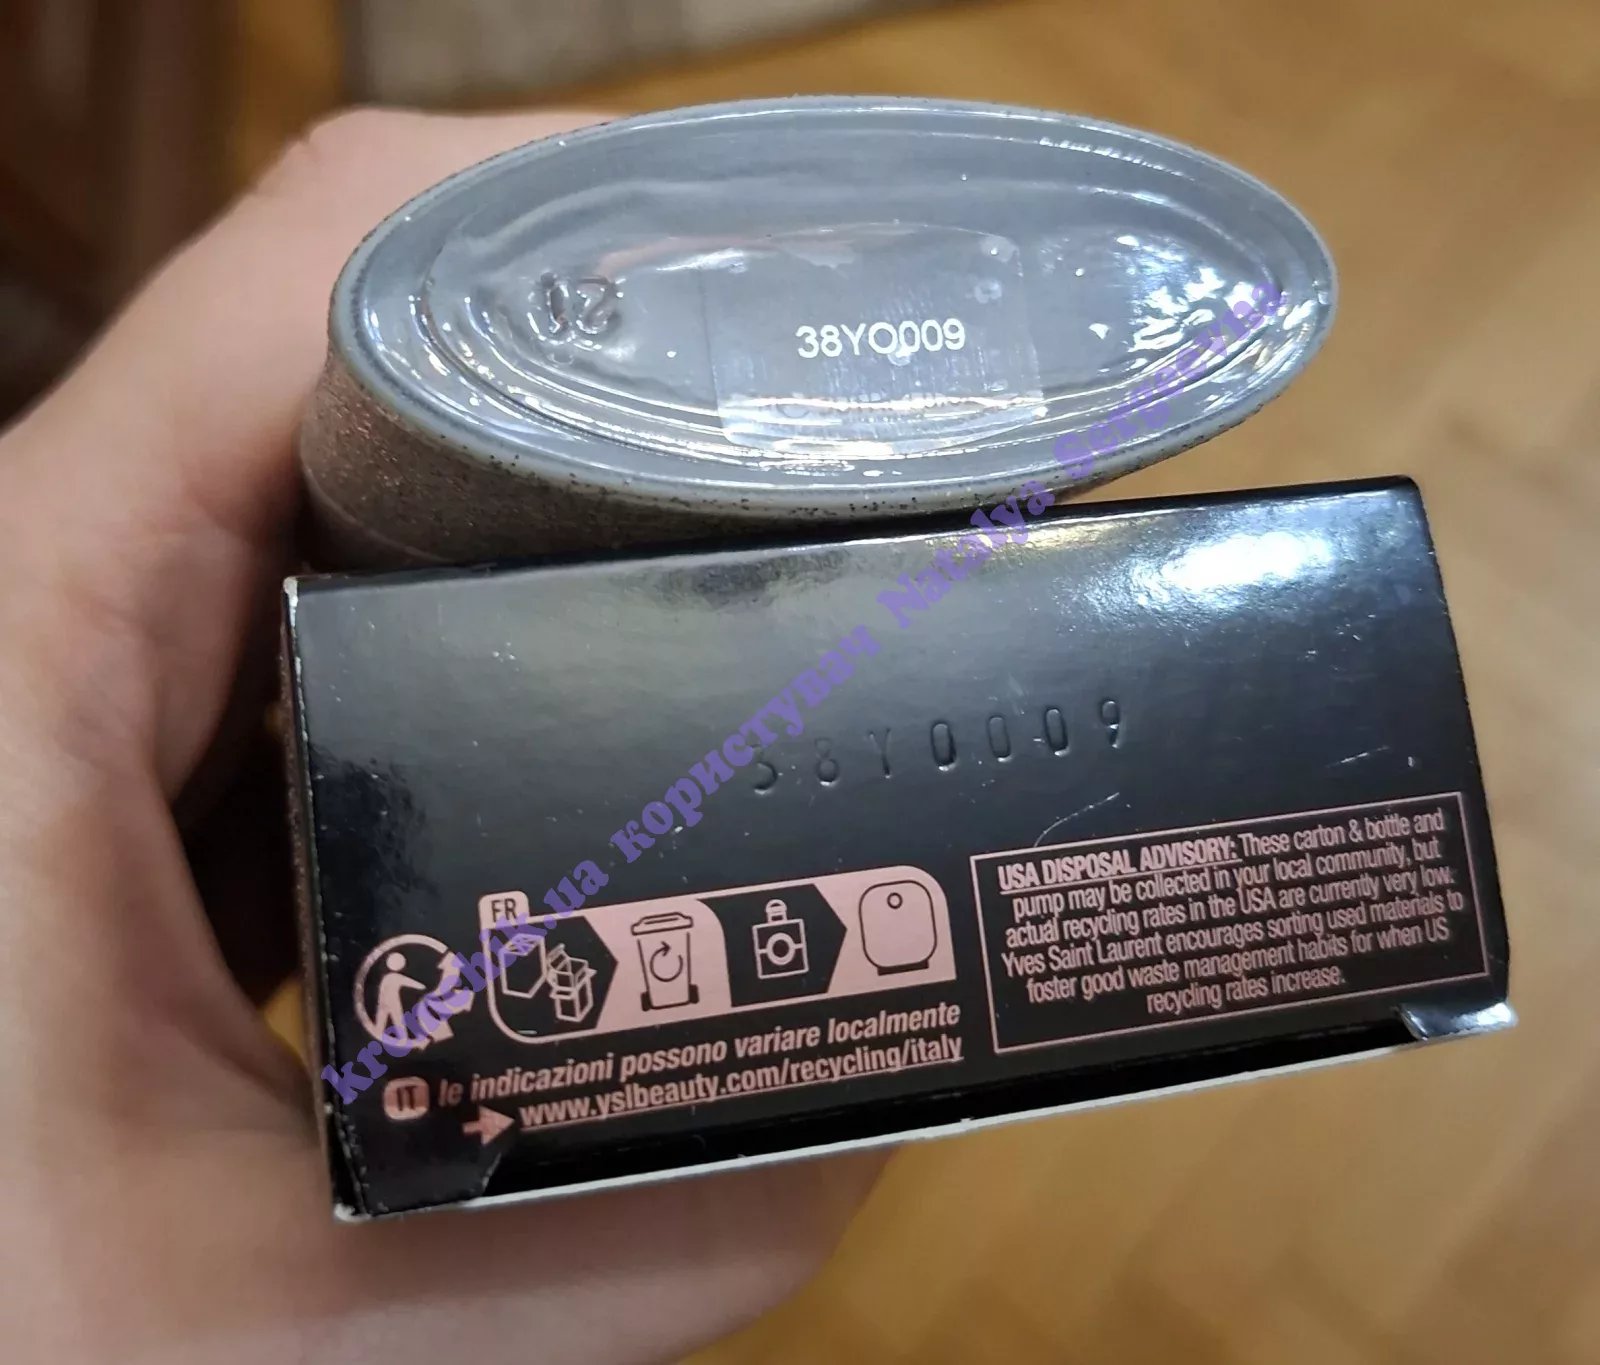 21
38YO009
38Y0009
FR
IT le indicazioni possono variare localmente
www.yslbeauty.com/recycling/italy
USA DISPOSAL ADVISORY: These carton & bottle and
pump may be collected in your local community, but
actual recycling rates in the USA are currently very low.
Yves Saint Laurent encourages sorting used materials to
foster good waste management habits for when US
recycling rates increase.
kremchik.ua користувач Natalya Sergeevna